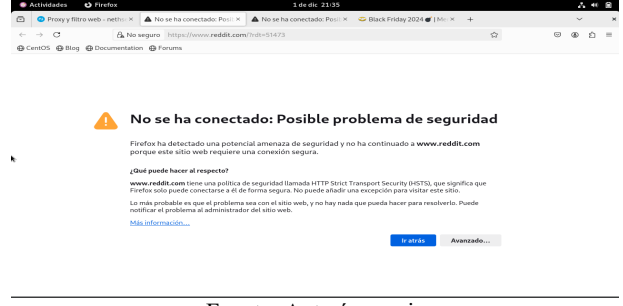 Actividades Firefox 1 de dic 21:35
Proxy y filtro web – neths × No se ha conectado: Posib × No se ha conectado: Posib × Black Friday 2024 | Me × +
No seguro https://www.reddit.com/?rdt=51473
CentOS Blog Documentation Forums
No se ha conectado: Posible problema de seguridad
Firefox ha detectado una potencial amenaza de seguridad y no ha continuado a www.reddit.com
porque este sitio web requiere una conexión segura.
¿Qué puede hacer al respecto?
www.reddit.com tiene una política de seguridad llamada HTTP Strict Transport Security (HSTS), que significa que
Firefox solo puede conectarse a él de forma segura. No puede añadir una excepción para visitar este sitio.
Lo más probable es que el problema sea con el sitio web, y no hay nada que pueda hacer para resolverlo. Puede
notificar el problema al administrador del sitio web.
Más información...
Ir atrás Avanzado...